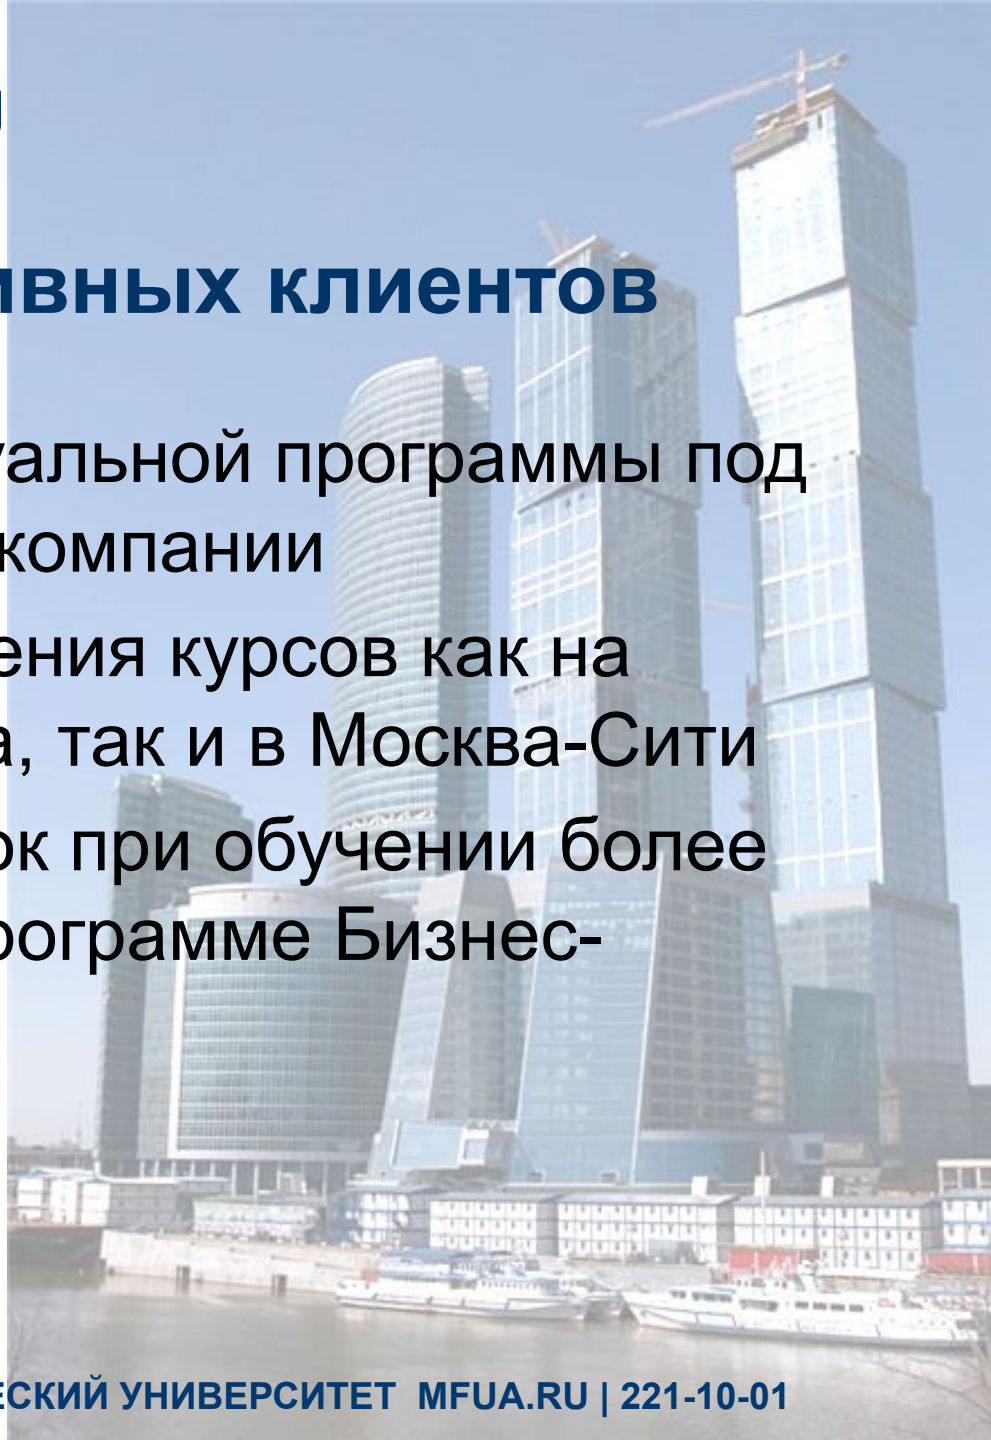 ивных клиентов
уальной программы под
компании
ения курсов как на
а, так и в Москва-Сити
ок при обучении более
рограмме Бизнес-
ЕСКИЙ УНИВЕРСИТЕТ MFUA.RU | 221-10-01